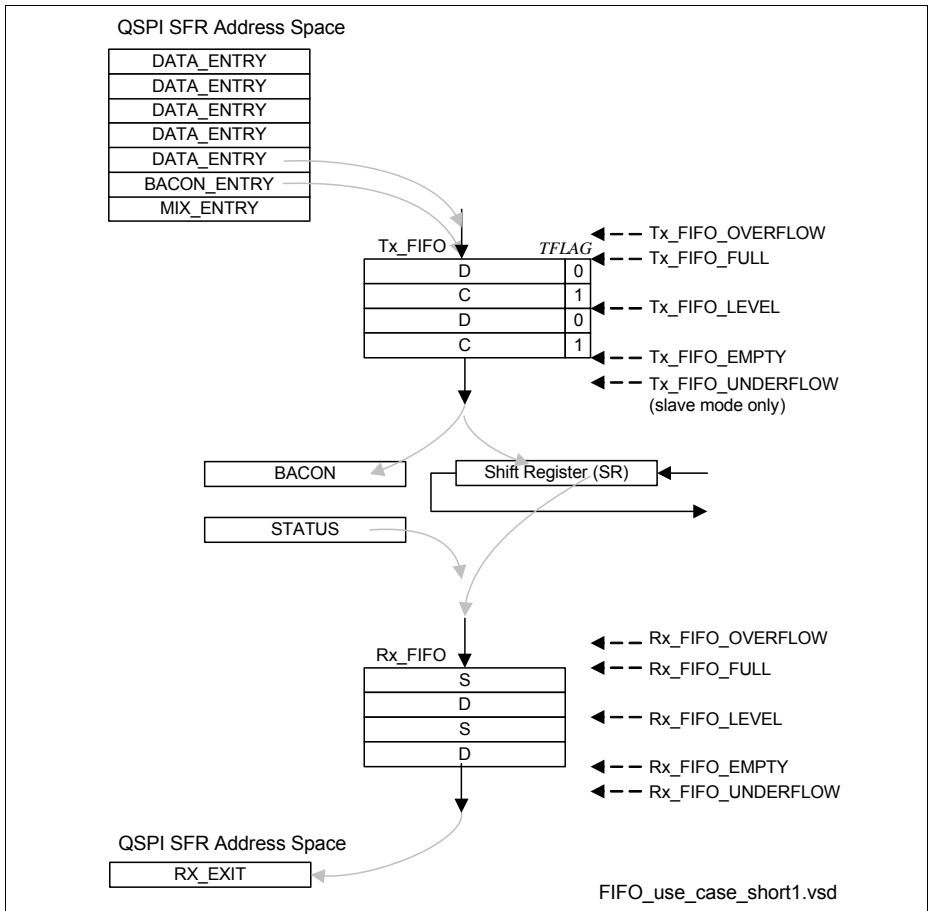 QSPI SFR Address Space
DATA_ENTRY
DATA_ENTRY
DATA_ENTRY
DATA_ENTRY
DATA_ENTRY
BACON_ENTRY
MIX_ENTRY
Tx_FIFO TFLAG
D 0
C 1
D 0
C 1
Tx_FIFO_OVERFLOW
Tx_FIFO_FULL
Tx_FIFO_LEVEL
Tx_FIFO_EMPTY
Tx_FIFO_UNDERFLOW
(slave mode only)
BACON
Shift Register (SR)
STATUS
Rx_FIFO
S
D
S
D
Rx_FIFO_OVERFLOW
Rx_FIFO_FULL
Rx_FIFO_LEVEL
Rx_FIFO_EMPTY
Rx_FIFO_UNDERFLOW
QSPI SFR Address Space
RX_EXIT
FIFO_use_case_short1.vsd